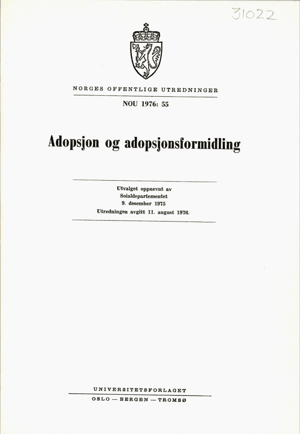 31022
NORGES OFFENTLIGE UTREDNINGER
NOU 1976: 55
Adopsjon og adopsjonsformidling
Utvalget oppnevnt av
Sosialdepartementet
9. desember 1975
Utredningen avgitt 11. august 1976.
UNIVERSITETSFORLAGET
OSLO — BERGEN — TROMSØ